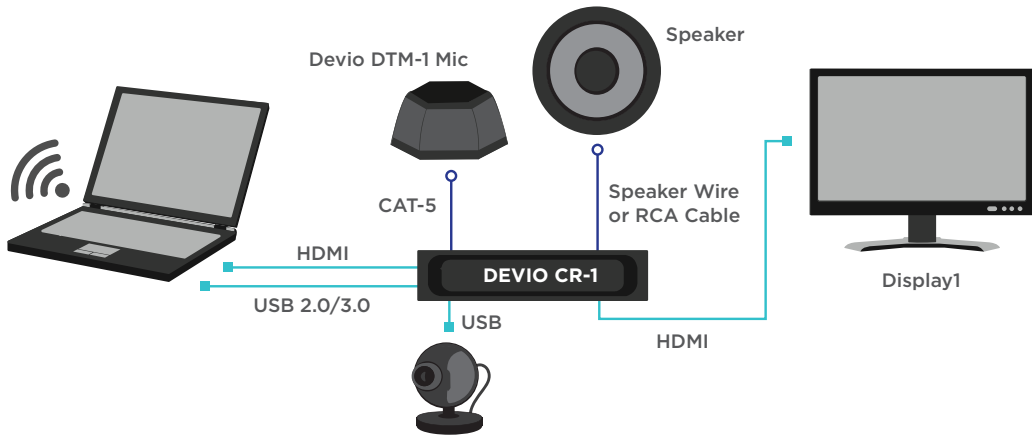 Speaker
Devio DTM-1 Mic
CAT-5
Speaker Wire
or RCA Cable
HDMI
DEVIO CR-1
Display1
USB 2.0/3.0
USB
HDMI